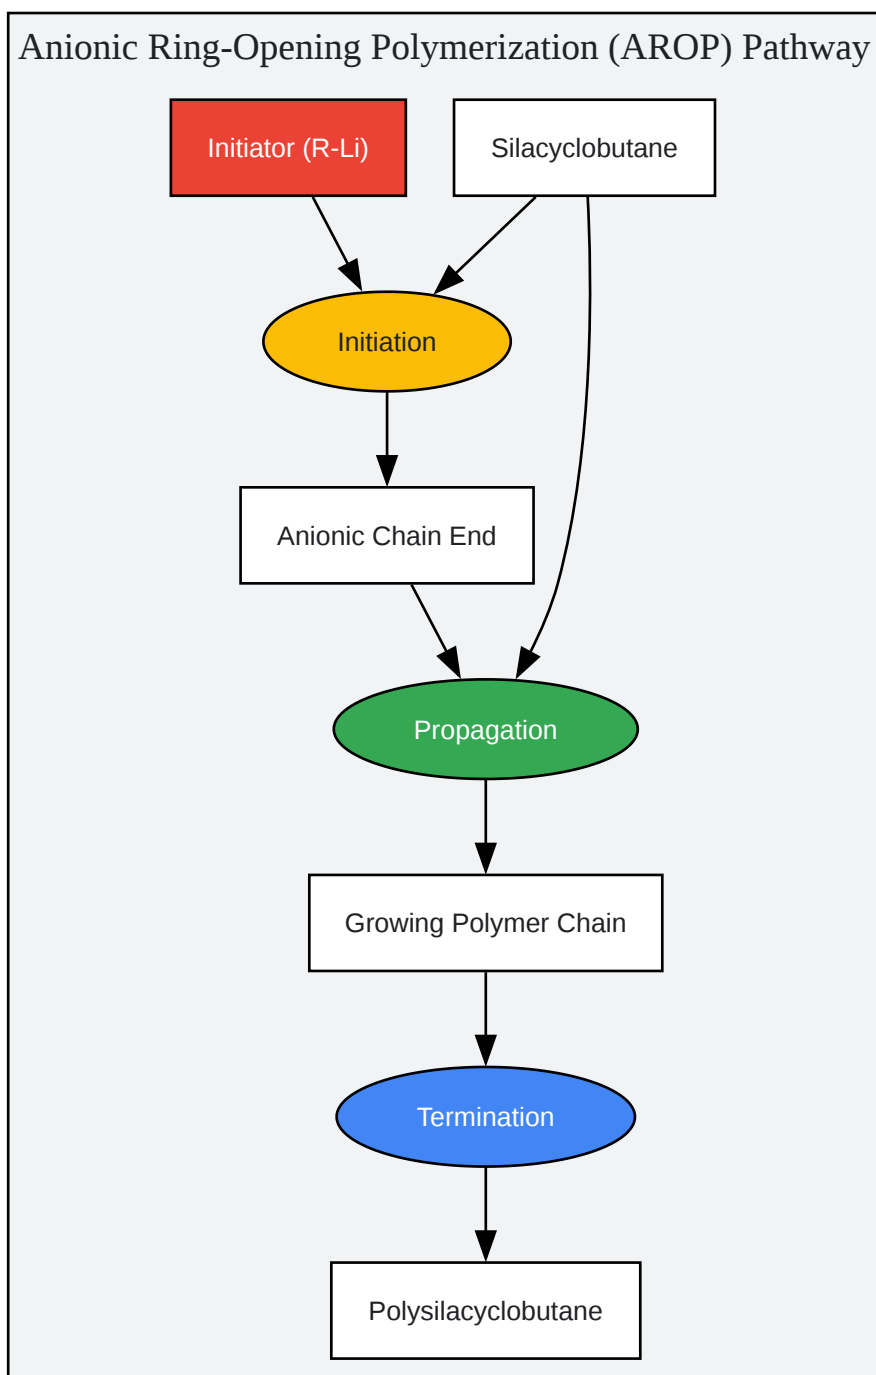 Anionic Ring-Opening Polymerization (AROP) Pathway
Initiator (R-Li)
Silacyclobutane
Initiation
Anionic Chain End
Propagation
Growing Polymer Chain
Termination
Polysilacyclobutane